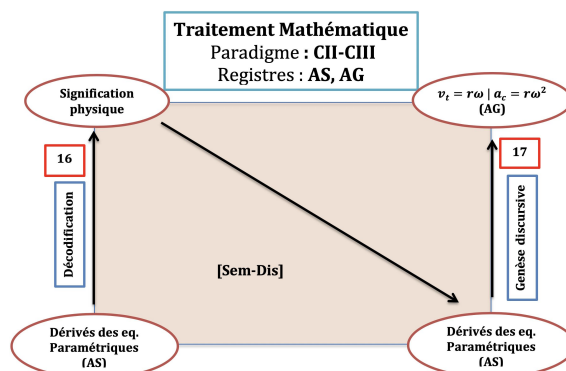 Traitement Mathématique
Paradigme : CII-CIII
Registres : AS, AG
Signification
physique
v_t = rω | a_c = rω²
(AG)
16
17
Décodification
Genèse discursive
[Sem-Dis]
Dérivés des eq.
Paramétriques
(AS)
Dérivés des eq.
Paramétriques
(AS)